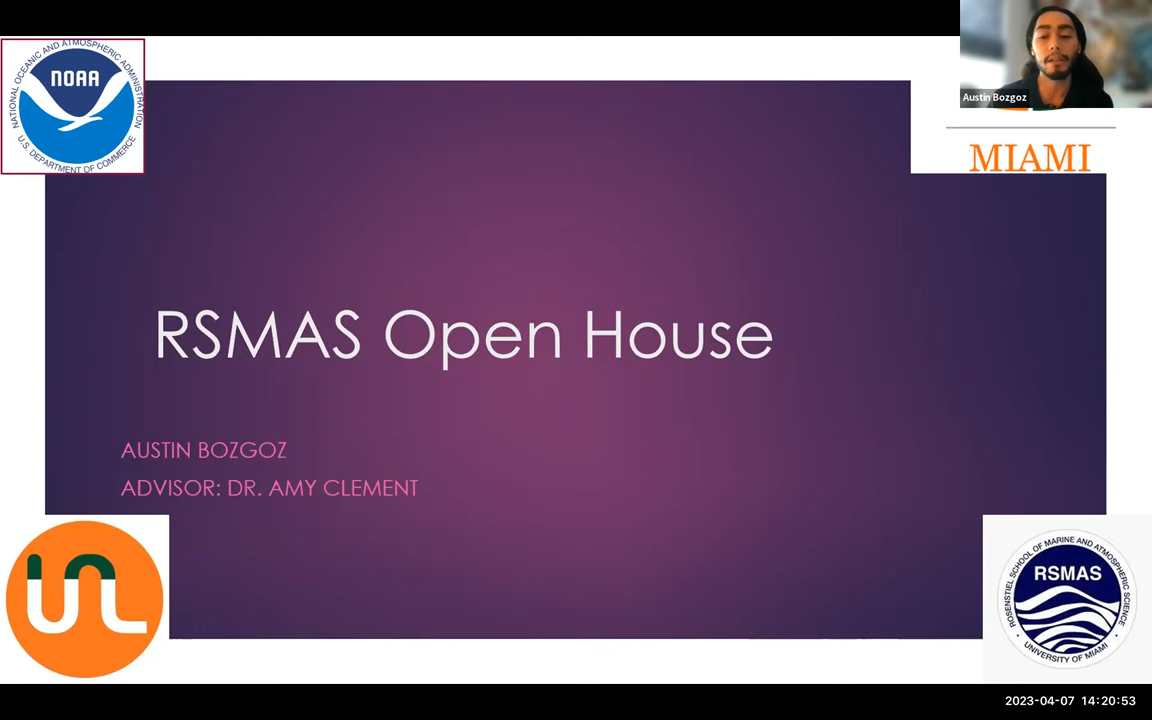 NATIONAL OCEANIC AND ATMOSPHERIC ADMINISTRATION
NOAA
U.S. DEPARTMENT OF COMMERCE
Austin Bozgoz
MIAMI
RSMAS Open House
AUSTIN BOZGOZ
ADVISOR: DR. AMY CLEMENT
ROSENSTIEL SCHOOL OF MARINE AND ATMOSPHERIC SCIENCE
RSMAS
• UNIVERSITY OF MIAMI •
2023-04-07 14:20:53